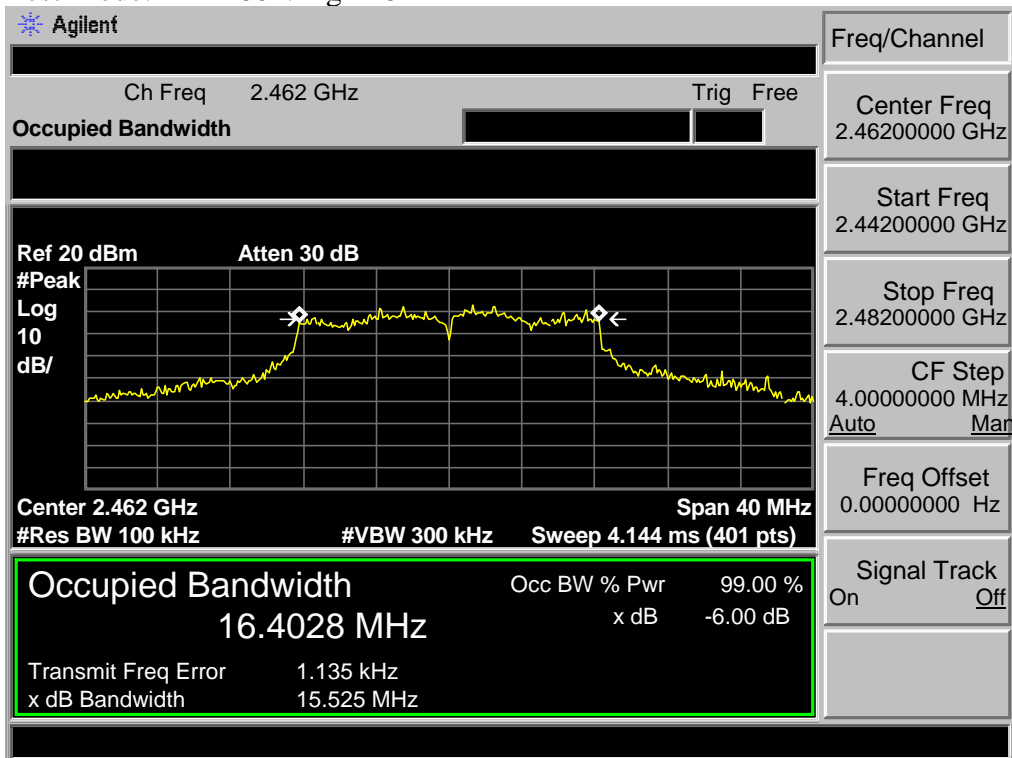 Agilent
Freq/Channel
Ch Freq 2.462 GHz Trig Free
Occupied Bandwidth
Center Freq
2.46200000 GHz
Start Freq
2.44200000 GHz
Stop Freq
2.48200000 GHz
CF Step
4.00000000 MHz
Auto Man
Freq Offset
0.00000000 Hz
Signal Track
On Off
Ref 20 dBm Atten 30 dB
#Peak
Log
10
dB/
Center 2.462 GHz Span 40 MHz
#Res BW 100 kHz #VBW 300 kHz Sweep 4.144 ms (401 pts)
Occupied Bandwidth Occ BW % Pwr 99.00 %
16.4028 MHz x dB -6.00 dB
Transmit Freq Error 1.135 kHz
x dB Bandwidth 15.525 MHz